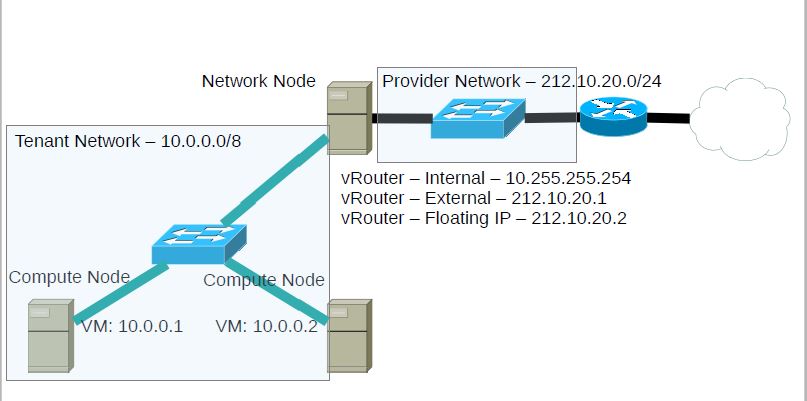 Network Node
Provider Network – 212.10.20.0/24
Tenant Network – 10.0.0.0/8
vRouter – Internal – 10.255.255.254
vRouter – External – 212.10.20.1
vRouter – Floating IP – 212.10.20.2
Compute Node
Compute Node
VM: 10.0.0.1
VM: 10.0.0.2